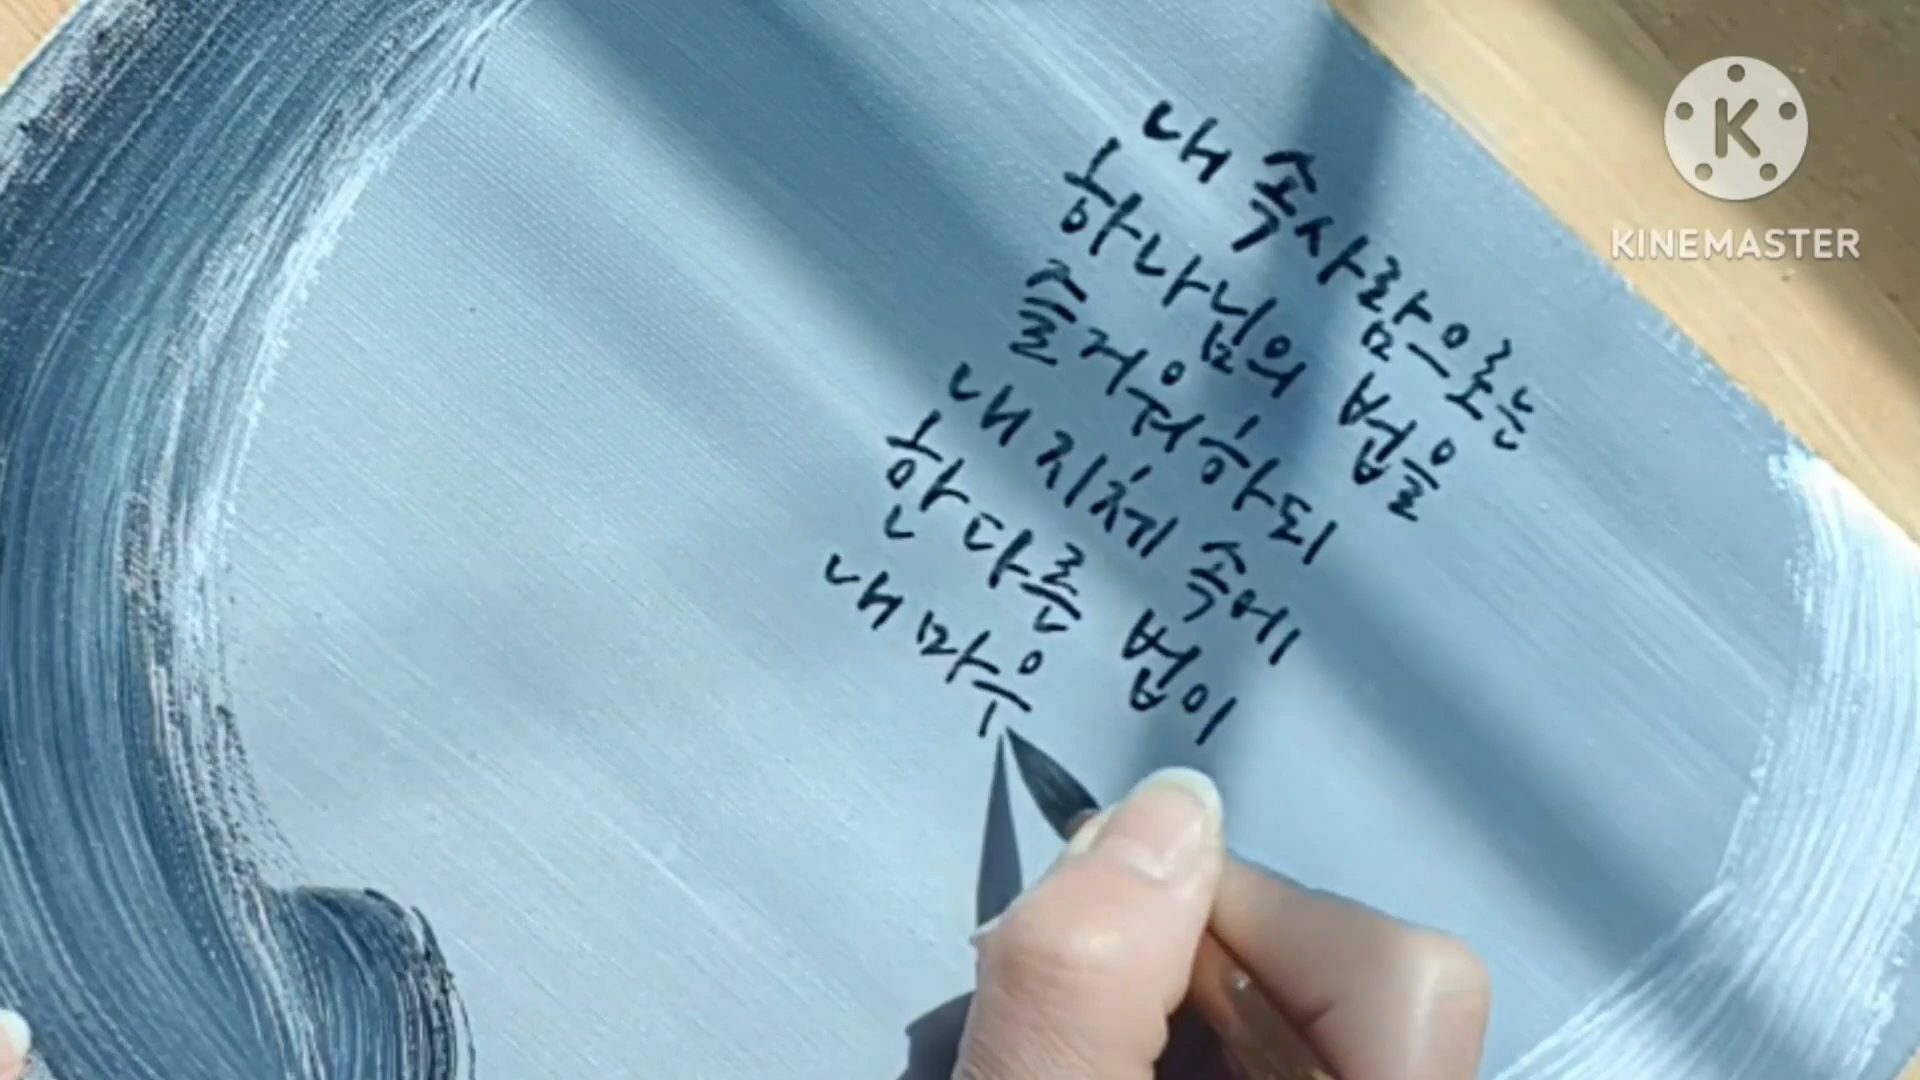 내 속사람으로는
하나님의 법을
즐거워하되
내 지체 속에
한 다른 법이
내 마우
KINEMASTER